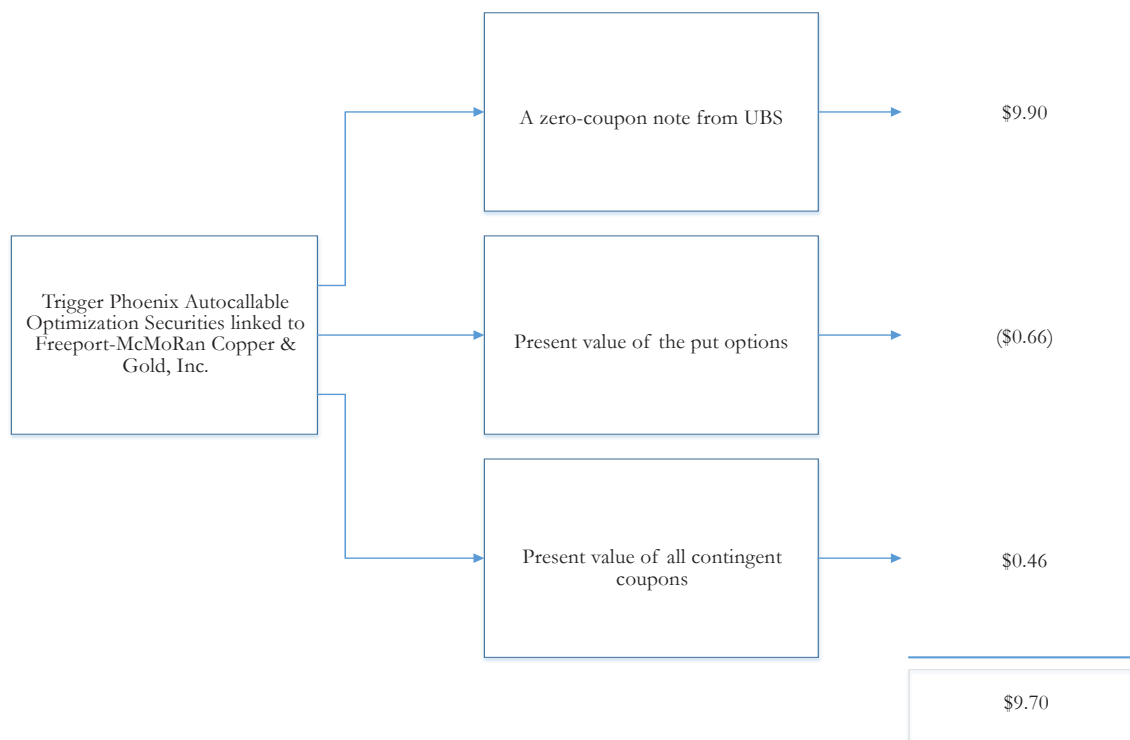 A zero-coupon note from UBS
$9.90
Trigger Phoenix Autocallable
Optimization Securities linked to
Freeport-McMoRan Copper &
Gold, Inc.
Present value of the put options
($0.66)
Present value of all contingent
coupons
$0.46
$9.70